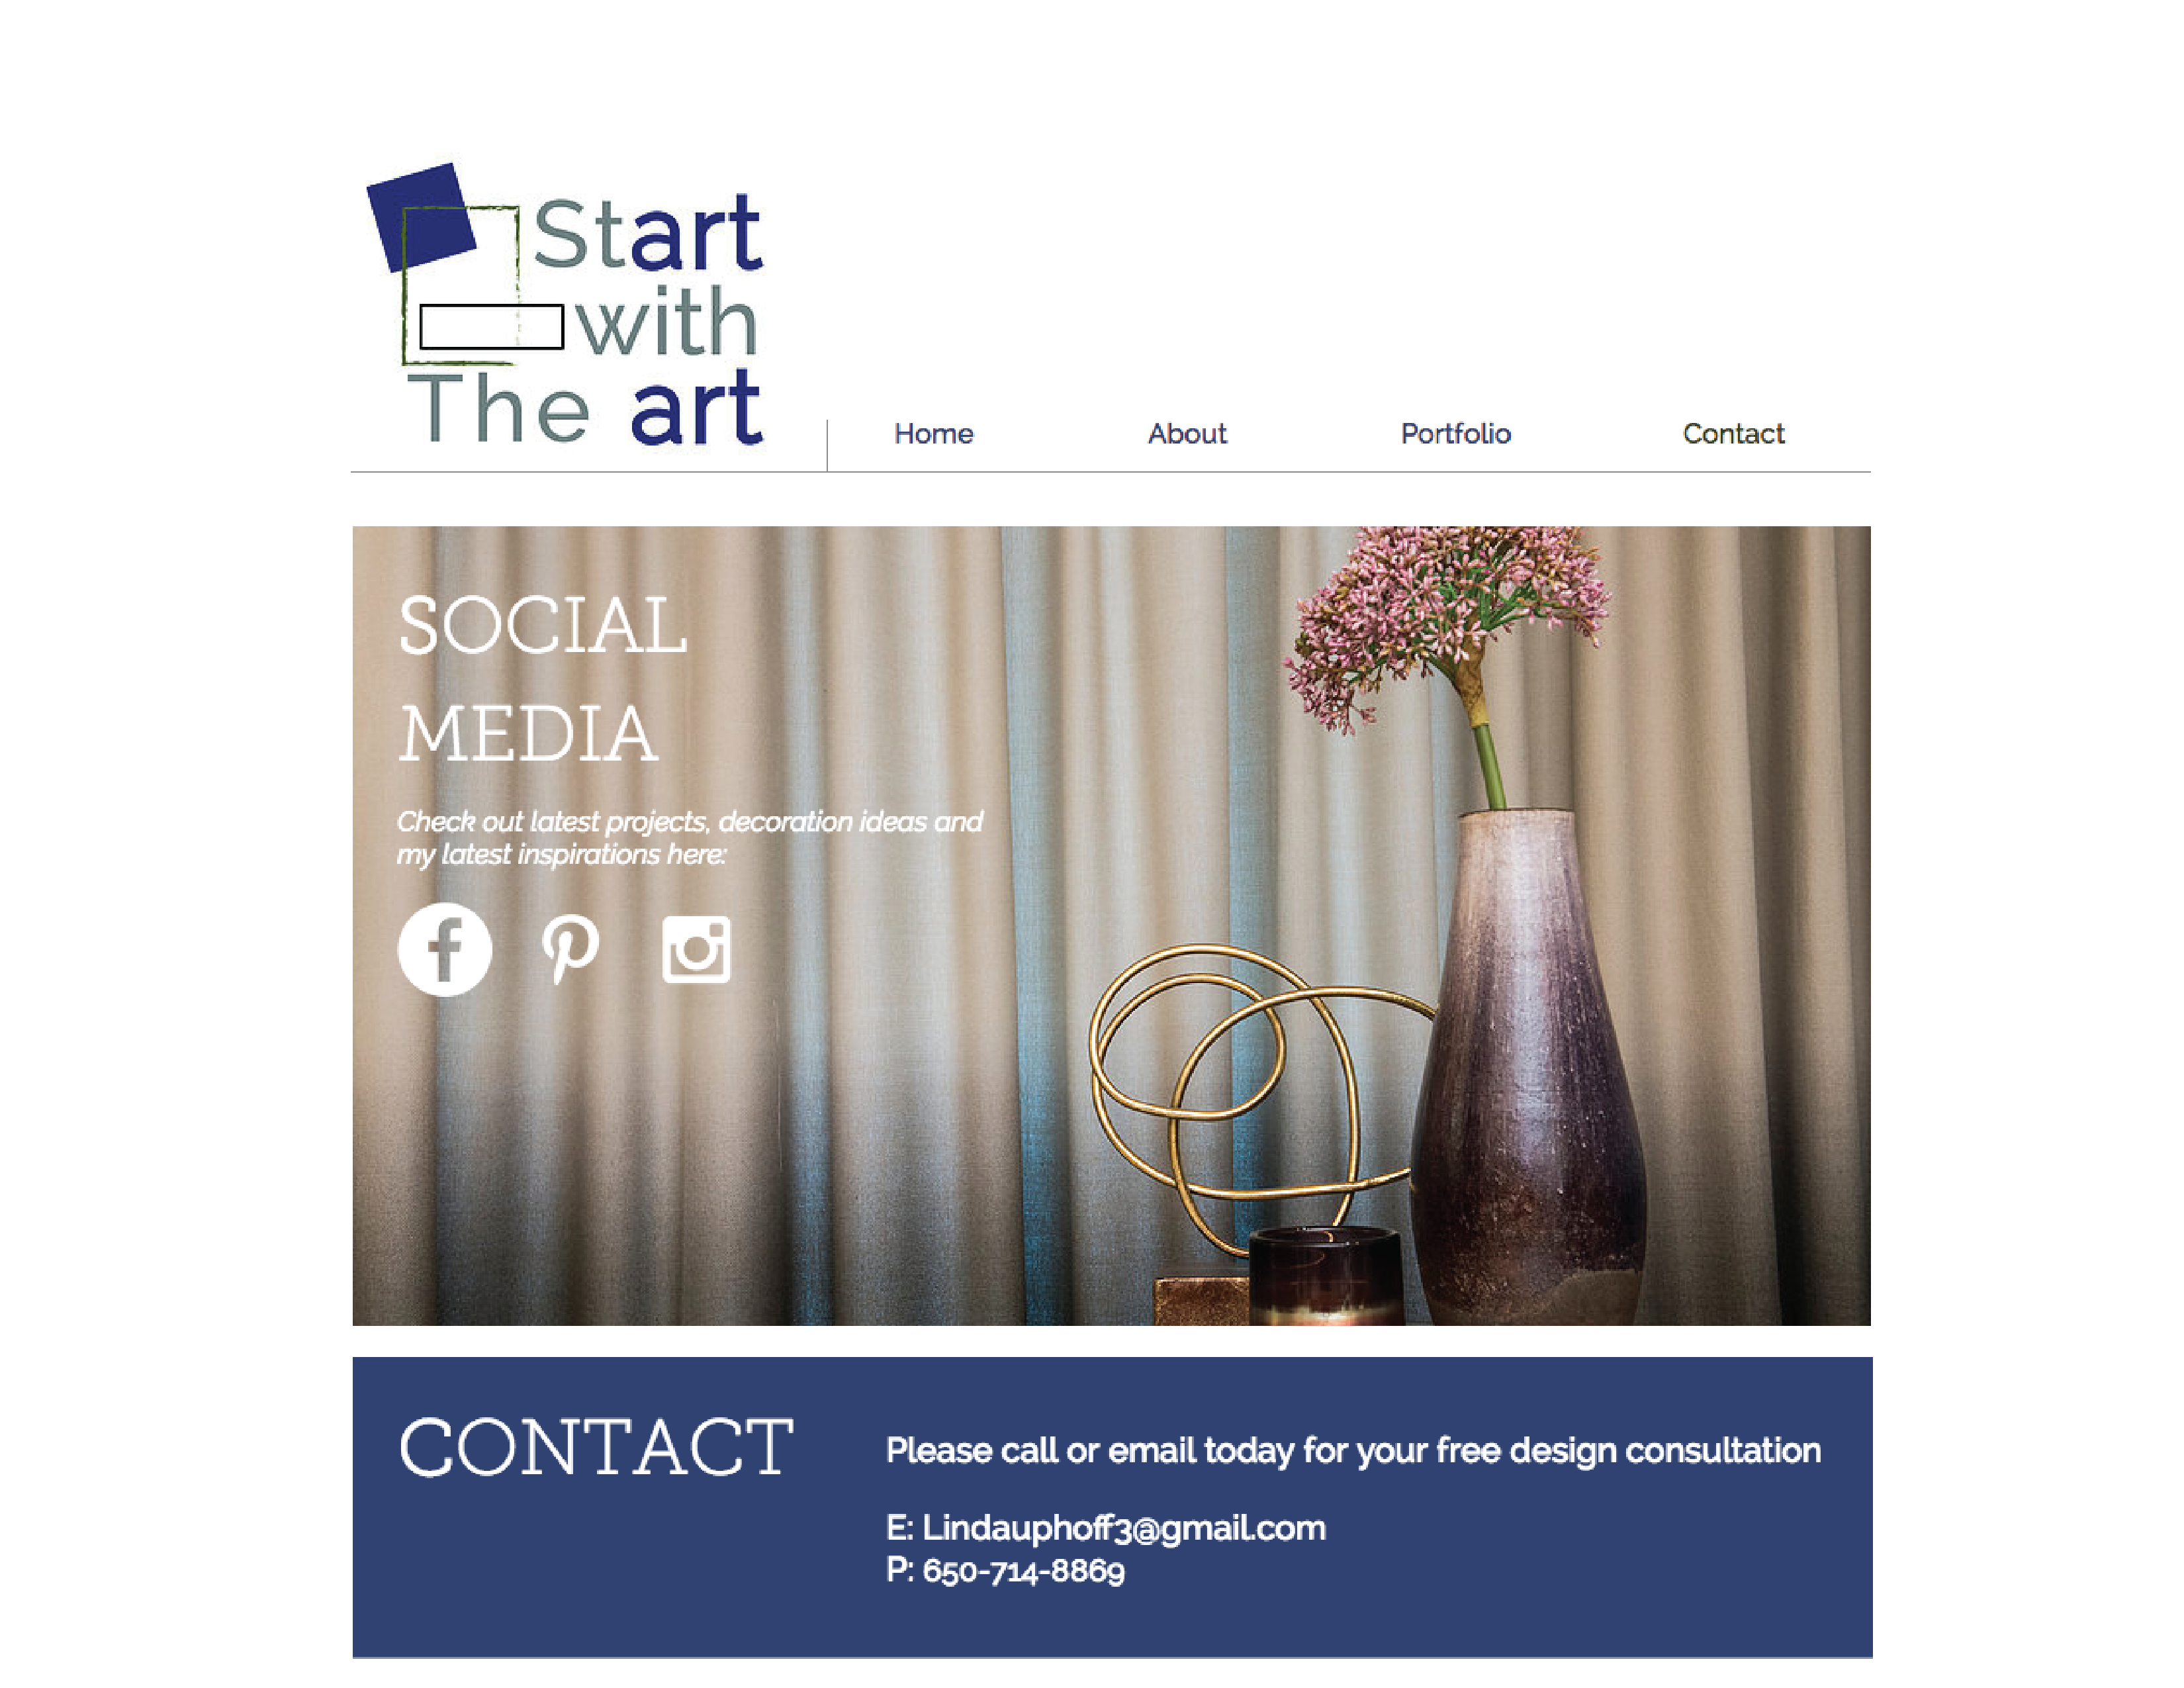 Start
with
The art
Home About Portfolio Contact
SOCIAL
MEDIA
Check out latest projects, decoration ideas and
my latest inspirations here:
CONTACT
Please call or email today for your free design consultation
E: Lindauphoff3@gmail.com
P: 650-714-8869